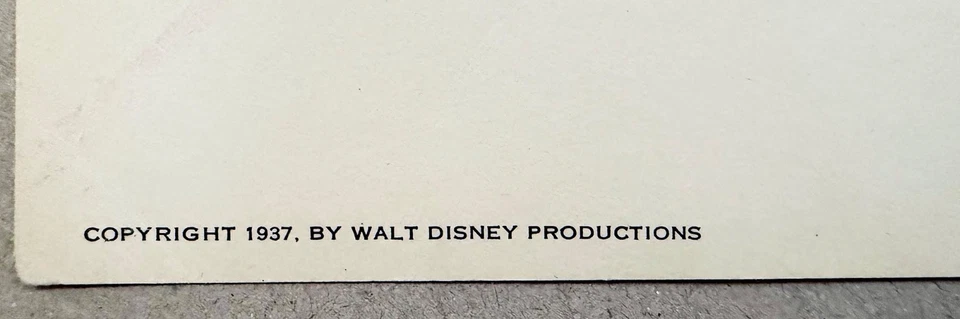 COPYRIGHT 1937, BY WALT DISNEY PRODUCTIONS